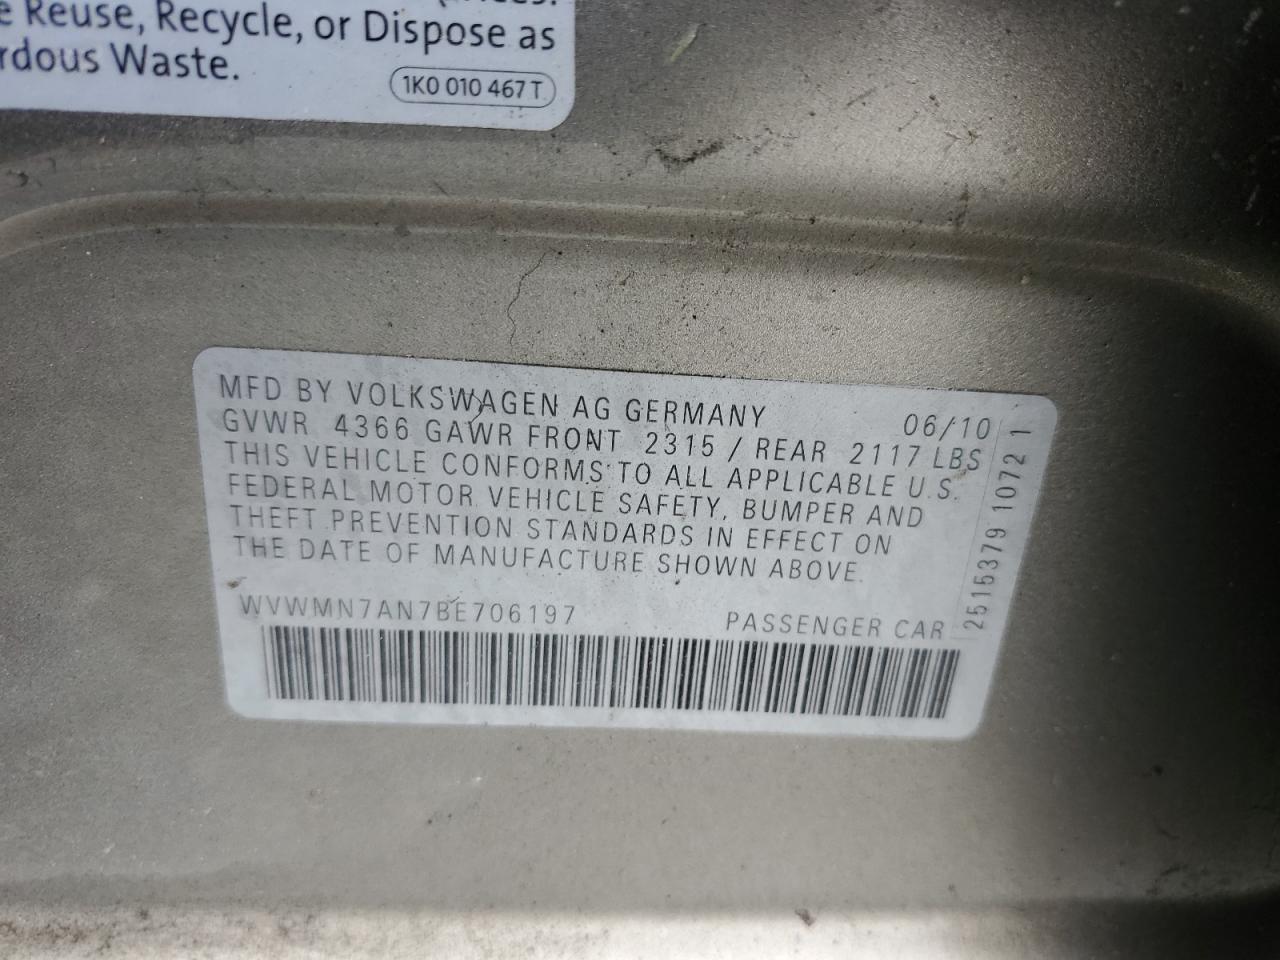 e Reuse, Recycle, or Dispose as
rdous Waste.
1K0 010 467 T
MFD BY VOLKSWAGEN AG GERMANY 06/10
GVWR 4366 GAWR FRONT 2315 / REAR 2117 LBS
THIS VEHICLE CONFORMS TO ALL APPLICABLE U.S.
FEDERAL MOTOR VEHICLE SAFETY, BUMPER AND
THEFT PREVENTION STANDARDS IN EFFECT ON
THE DATE OF MANUFACTURE SHOWN ABOVE.
WVWMN7AN7BE706197 PASSENGER CAR
2515379 1072 1